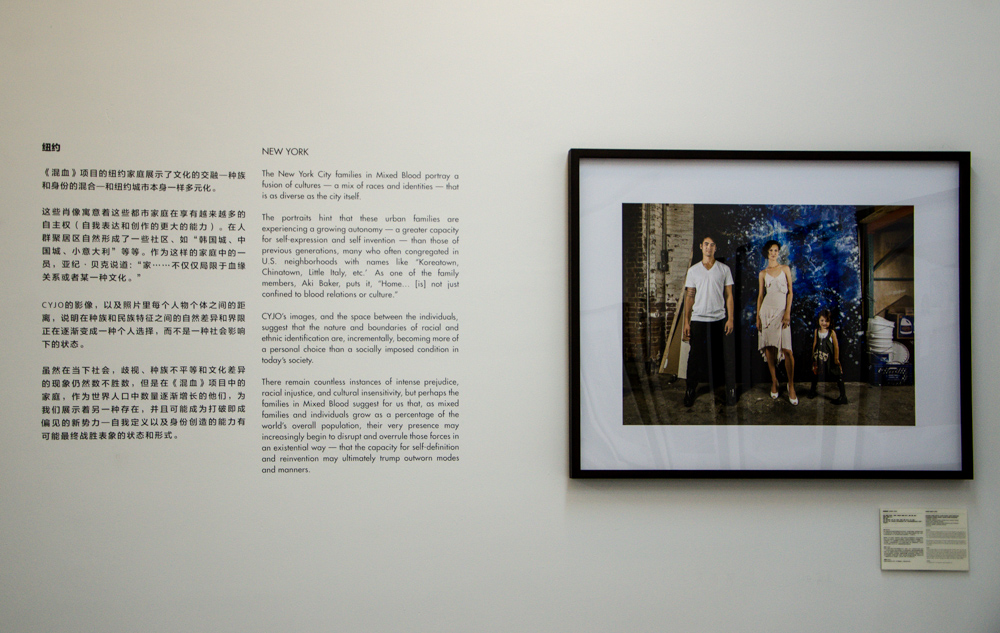 纽约
《混血》项目的纽约家庭展示了文化的交融—种族
和身份的混合—和纽约城市本身一样多元化。
这些肖像寓意着这些都市家庭在享有越来越多的
自主权（自我表达和创作的更大的能力）。在人
群聚居区自然形成了一些社区、如“韩国城、中
国城、小意大利”等等。作为这样的家庭中的一
员，亚纪·贝克说道：“家……不仅仅局限于血缘
关系或者某一种文化。”
CYJO的影像，以及照片里每个人物个体之间的距
离，说明在种族和民族特征之间的自然差异和界限
正在逐渐变成一种个人选择，而不是一种社会影响
下的状态。
虽然在当下社会，歧视、种族不平等和文化差异
的现象仍然数不胜数，但是在《混血》项目中的
家庭，作为世界人口中数量逐渐增长的他们，为
我们展示着另一种存在，并且可能成为打破即成
偏见的新势力—自我定义以及身份创造的能力有
可能最终战胜表象的状态和形式。
NEW YORK
The New York City families in Mixed Blood portray a
fusion of cultures — a mix of races and identities — that
is as diverse as the city itself.
The portraits hint that these urban families are
experiencing a growing autonomy — a greater capacity
for self-expression and self invention — than those of
previous generations, many who often congregated in
U.S. neighborhoods with names like “Koreatown,
Chinatown, Little Italy, etc.’ As one of the family
members, Aki Baker, puts it, “Home... [is] not just
confined to blood relations or culture.”
CYJO’s images, and the space between the individuals,
suggest that the nature and boundaries of racial and
ethnic identification are, incrementally, becoming more of
a personal choice than a socially imposed condition in
today’s society.
There remain countless instances of intense prejudice,
racial injustice, and cultural insensitivity, but perhaps the
families in Mixed Blood suggest for us that, as mixed
families and individuals grow as a percentage of the
world’s overall population, their very presence may
increasingly begin to disrupt and overrule those forces in
an existential way — that the capacity for self-definition
and reinvention may ultimately trump outworn modes
and manners.